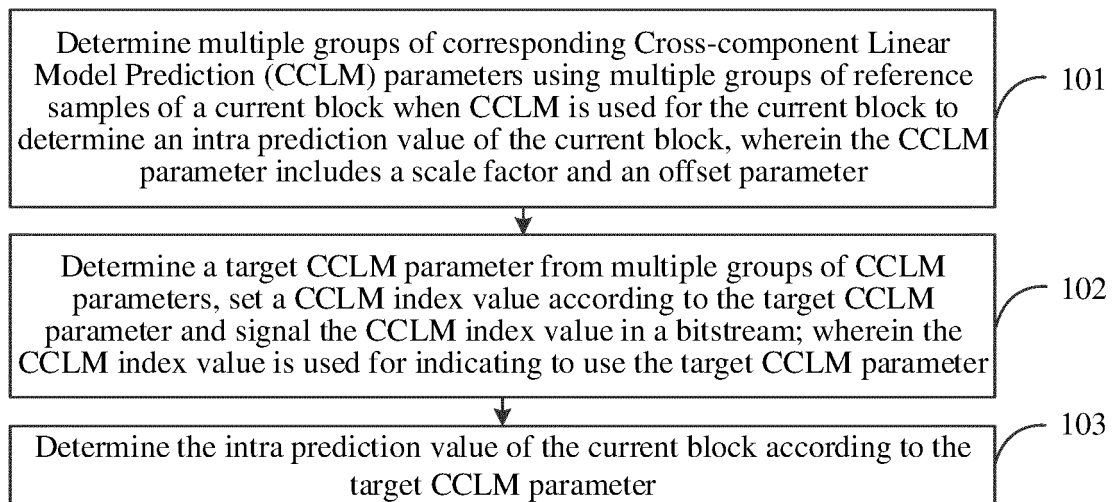 Determine multiple groups of corresponding Cross-component Linear
Model Prediction (CCLM) parameters using multiple groups of reference
samples of a current block when CCLM is used for the current block to
determine an intra prediction value of the current block, wherein the CCLM
parameter includes a scale factor and an offset parameter
101
Determine a target CCLM parameter from multiple groups of CCLM
parameters, set a CCLM index value according to the target CCLM
parameter and signal the CCLM index value in a bitstream; wherein the
CCLM index value is used for indicating to use the target CCLM parameter
102
Determine the intra prediction value of the current block according to the
target CCLM parameter
103